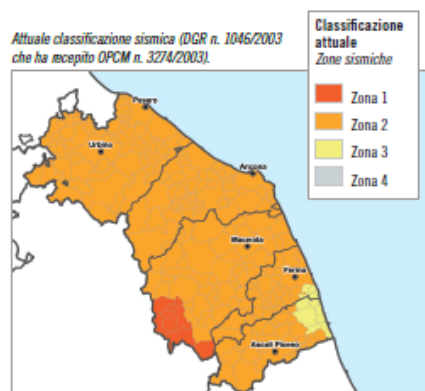 Attuale classificazione sismica (DGR n. 1046/2003
che ha recepito OPCM n. 3274/2003).
Classificazione
attuale
Zone sismiche
Zona 1
Zona 2
Zona 3
Zona 4
Pesaro
Urbino
Ancona
Macerata
Fermo
Ascoli Piceno